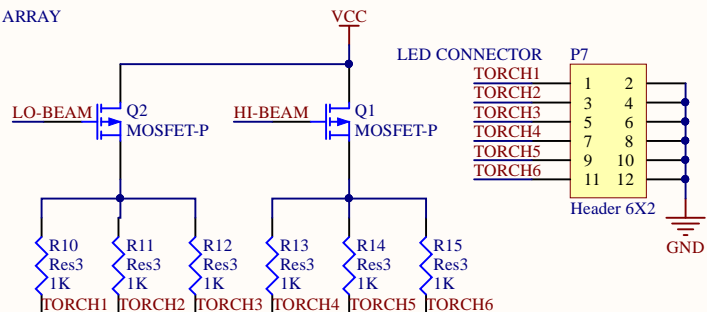 ARRAY
VCC
LED CONNECTOR P7
LO-BEAM
Q2
MOSFET-P
HI-BEAM
Q1
MOSFET-P
TORCH1 1 2
TORCH2 3 4
TORCH3 5 6
TORCH4 7 8
TORCH5 9 10
TORCH6 11 12
Header 6X2
GND
R10
Res3
1K
R11
Res3
1K
R12
Res3
1K
R13
Res3
1K
R14
Res3
1K
R15
Res3
1K
TORCH1 TORCH2 TORCH3 TORCH4 TORCH5 TORCH6